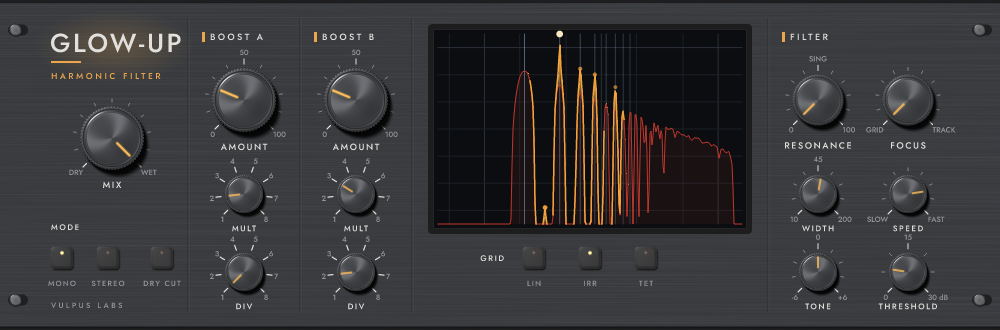 GLOW-UP
HARMONIC FILTER
DRY WET
MIX
MODE
MONO STEREO DRY CUT
VULPUS LABS
BOOST A
50
0 100
AMOUNT
1 2 3 4 5 6 7 8
MULT
1 2 3 4 5 6 7 8
DIV
BOOST B
50
0 100
AMOUNT
1 2 3 4 5 6 7 8
MULT
1 2 3 4 5 6 7 8
DIV
GRID
LIN IRR TET
FILTER
SING
0 100
RESONANCE
GRID TRACK
FOCUS
45
10 200
WIDTH
SLOW FAST
SPEED
0
-6 +6
TONE
15
0 30 dB
THRESHOLD